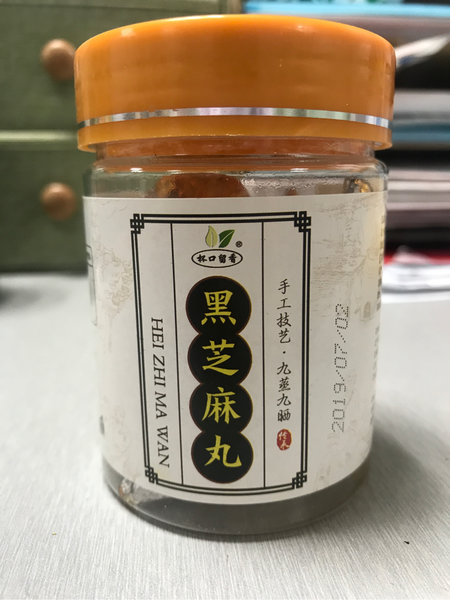 杯口留香
®
黑芝麻丸
HEI ZHI MA WAN
手工技艺·九蒸九晒
2019/07/02